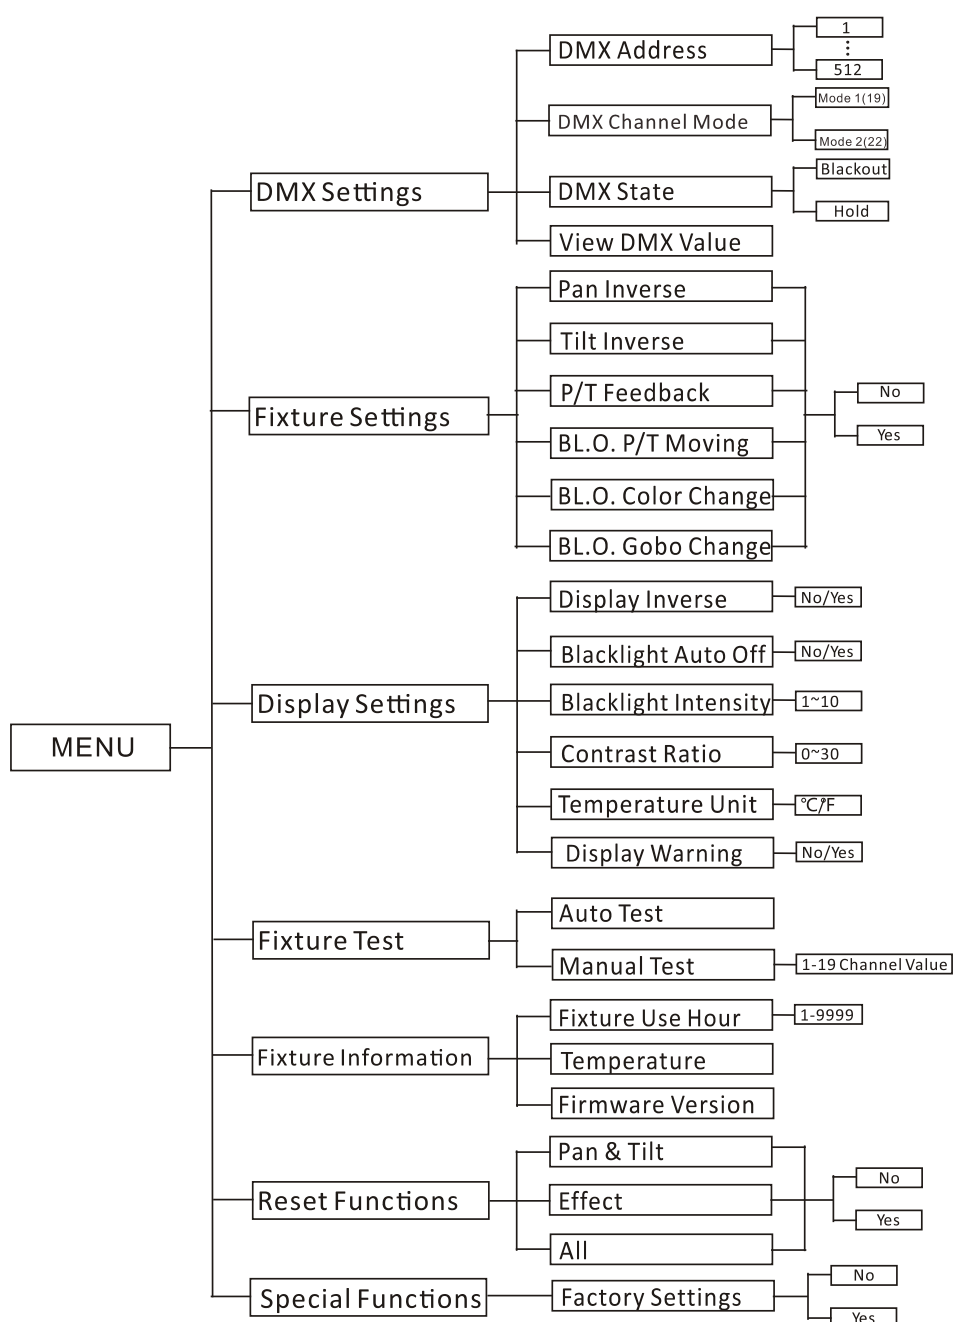 MENU
DMX Settings
DMX Address
1
⋮
512
DMX Channel Mode
Mode 1(19)
Mode 2(22)
DMX State
Blackout
Hold
View DMX Value
Fixture Settings
Pan Inverse
Tilt Inverse
P/T Feedback
BL.O. P/T Moving
BL.O. Color Change
BL.O. Gobo Change
No
Yes
Display Settings
Display Inverse
No/Yes
Blacklight Auto Off
No/Yes
Blacklight Intensity
1~10
Contrast Ratio
0~30
Temperature Unit
℃/℉
Display Warning
No/Yes
Fixture Test
Auto Test
Manual Test
1-19 Channel Value
Fixture Information
Fixture Use Hour
1-9999
Temperature
Firmware Version
Reset Functions
Pan & Tilt
Effect
All
No
Yes
Special Functions
Factory Settings
No
Yes